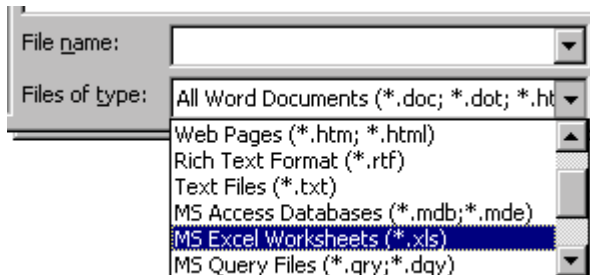 File name:
Files of type: All Word Documents (*.doc; *.dot; *.ht
Web Pages (*.htm; *.html)
Rich Text Format (*.rtf)
Text Files (*.txt)
MS Access Databases (*.mdb;*.mde)
MS Excel Worksheets (*.xls)
MS Query Files (*.qry;*.dqy)